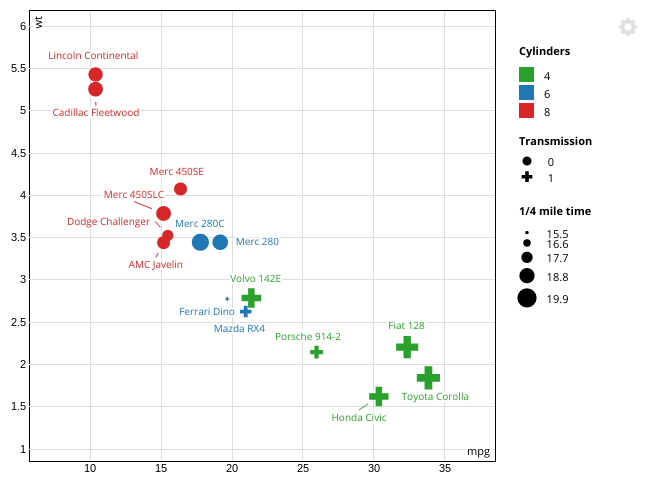 wt
6
5.5
5
4.5
4
3.5
3
2.5
2
1.5
1
10
15
20
25
30
35
mpg
Lincoln Continental
Cadillac Fleetwood
Merc 450SE
Merc 450SLC
Dodge Challenger
Merc 280C
Merc 280
AMC Javelin
Volvo 142E
Ferrari Dino
Mazda RX4
Porsche 914-2
Fiat 128
Toyota Corolla
Honda Civic
Cylinders
4
6
8
Transmission
0
1
1/4 mile time
15.5
16.6
17.7
18.8
19.9